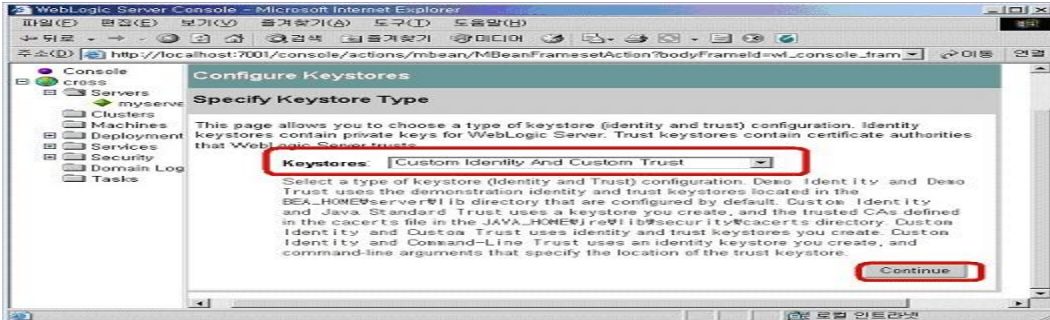 WebLogic Server Console - Microsoft Internet Explorer
파일(F) 편집(E) 보기(V) 즐겨찾기(A) 도구(T) 도움말(H)
뒤로 검색 즐겨찾기 미디어
주소(D) http://localhost:7001/console/actions/mbean/MBeanFramesetAction?bodyFrameId=wl_console_fram 이동 연결
Console
cross
Servers
myserve
Clusters
Machines
Deployment
Services
Security
Domain Log
Tasks
Configure Keystores
Specify Keystore Type
This page allows you to choose a type of keystore (identity and trust) configuration. Identity
keystores contain private keys for WebLogic Server. Trust keystores contain certificate authorities
that WebLogic Server trusts.
Keystores: Custom Identity And Custom Trust
Select a type of keystore (Identity and Trust) configuration. Demo Identity and Demo
Trust uses the demonstration identity and trust keystores located in the
BEA_HOME₩server₩lib directory that are configured by default. Custom Identity
and Java Standard Trust uses a keystore you create, and the trusted CAs defined
in the cacerts file in the JAVA_HOME₩jre₩lib₩security₩cacerts directory. Custom
Identity and Custom Trust uses identity and trust keystores you create. Custom
Identity and Command-Line Trust uses an identity keystore you create, and
command-line arguments that specify the location of the trust keystore.
Continue
로컬 인트라넷